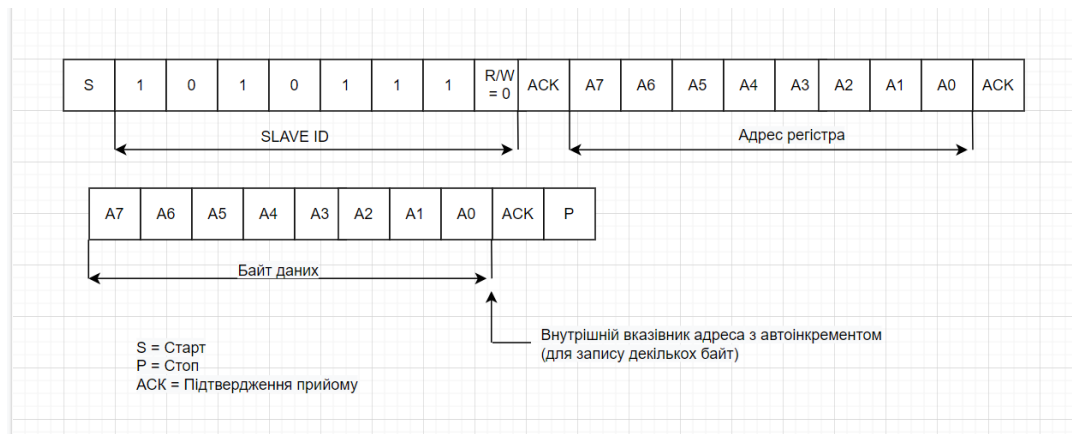 S 1 0 1 0 1 1 1 R/W = 0 ACK A7 A6 A5 A4 A3 A2 A1 A0 ACK
SLAVE ID
Адрес регістра
A7 A6 A5 A4 A3 A2 A1 A0 ACK P
Байт даних
Внутрішній вказівник адреса з автоінкрементом
(для запису декількох байт)
S = Старт
P = Стоп
ACK = Підтвердження прийому